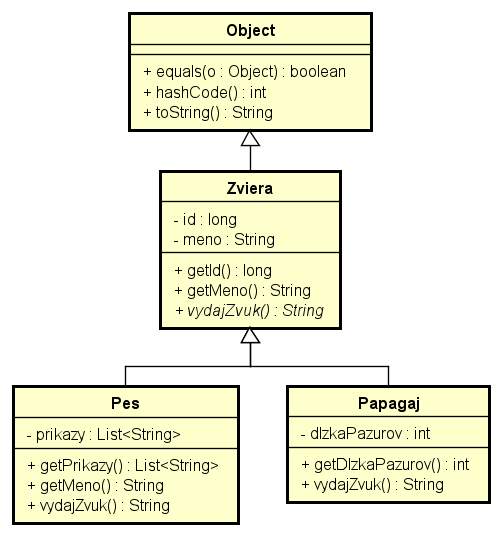 Object
+ equals(o : Object) : boolean
+ hashCode() : int
+ toString() : String
Zviera
- id : long
- meno : String
+ getId() : long
+ getMeno() : String
+ vydajZvuk() : String
Pes
- prikazy : List<String>
+ getPrikazy() : List<String>
+ getMeno() : String
+ vydajZvuk() : String
Papagaj
- dlzkaPazurov : int
+ getDlzkaPazurov() : int
+ vydajZvuk() : String